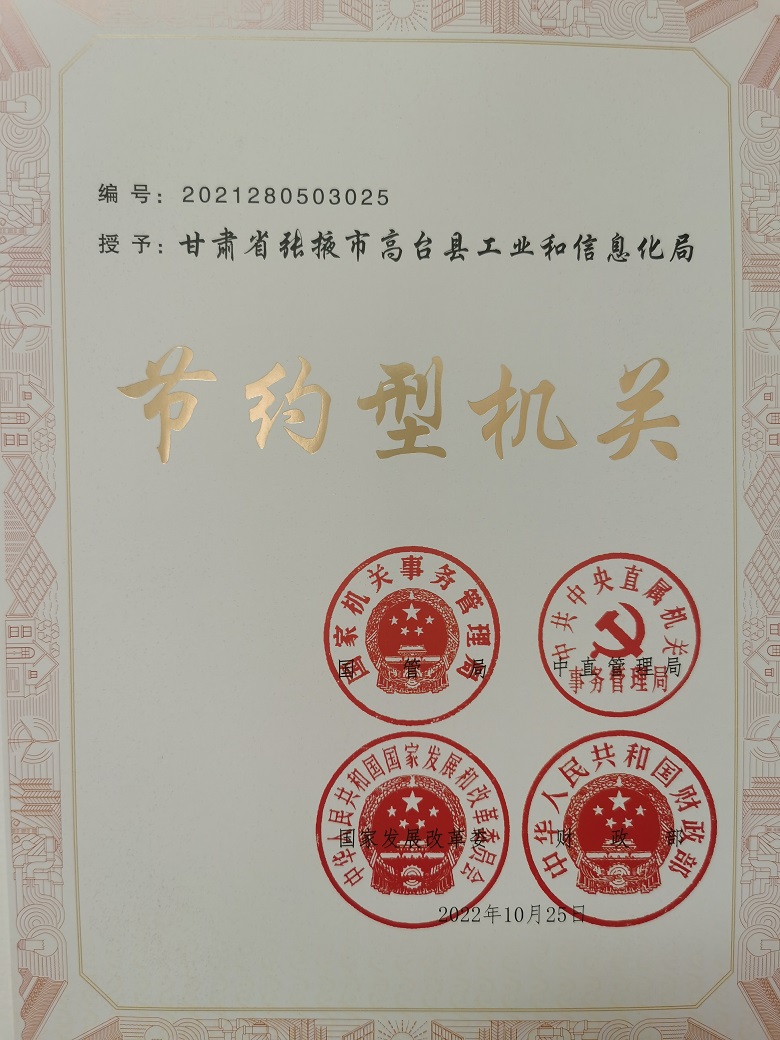 编号：2021280503025
授予：甘肃省张掖市高台县工业和信息化局
节约型机关
国家机关事务管理局
国管局
中共中央直属机关
事务管理局
中直管理局
中华人民共和国国家发展和改革委员会
国家发展改革委
中华人民共和国财政部
财政部
2022年10月25日